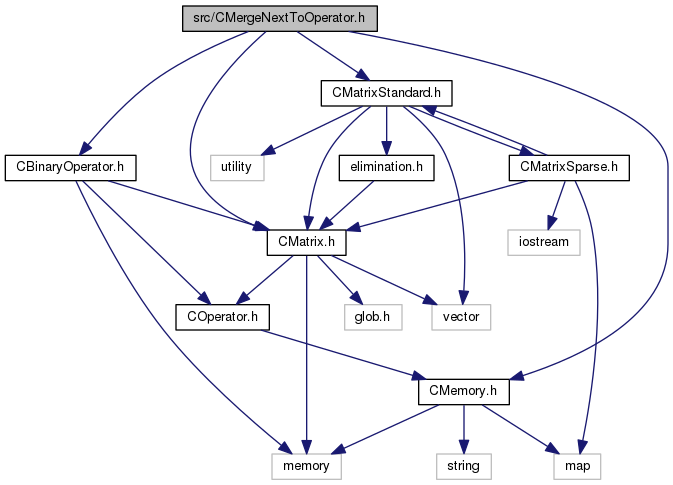 src/CMergeNextToOperator.h
CMatrixStandard.h
CBinaryOperator.h
utility
elimination.h
CMatrixSparse.h
CMatrix.h
iostream
COperator.h
glob.h
vector
CMemory.h
memory
string
map